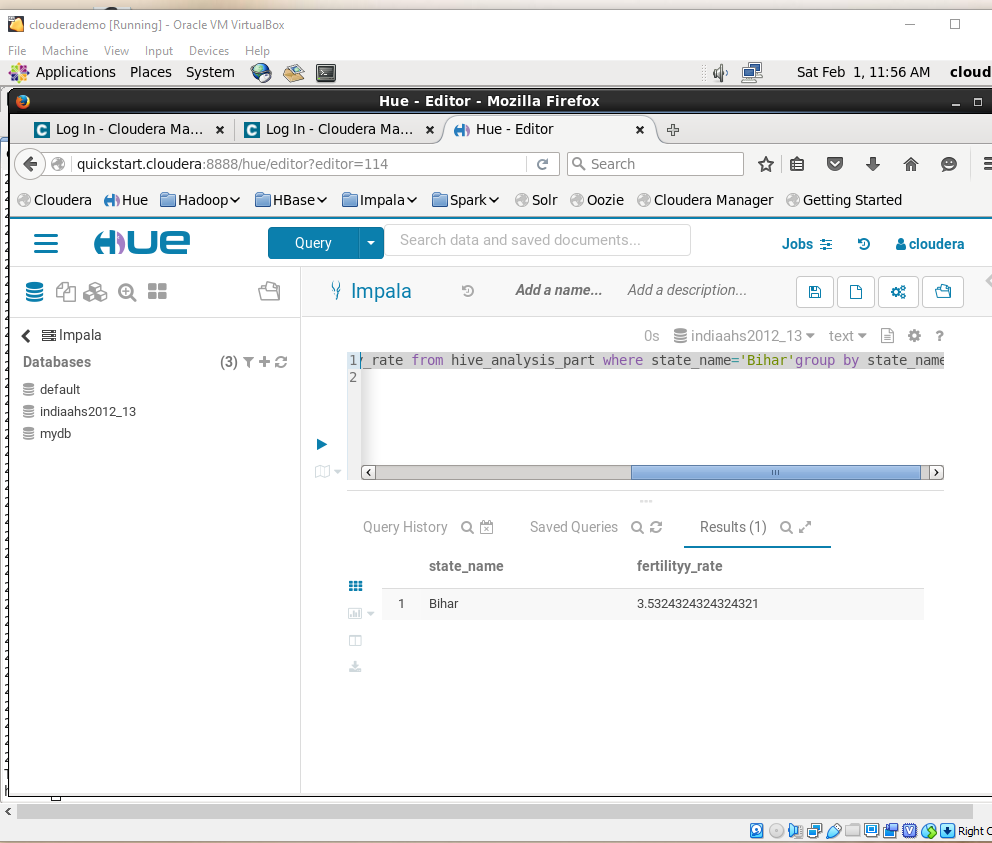 clouderademo [Running] - Oracle VM VirtualBox
File Machine View Input Devices Help
Applications Places System Sat Feb 1, 11:56 AM cloud
Hue - Editor - Mozilla Firefox
Log In - Cloudera Ma... × Log In - Cloudera Ma... × Hue - Editor ×
quickstart.cloudera:8888/hue/editor?editor=114 Search
Cloudera Hue Hadoop HBase Impala Spark Solr Oozie Cloudera Manager Getting Started
HUE Query Search data and saved documents... Jobs cloudera
Impala Add a name... Add a description...
Impala 0s indiaahs2012_13 text ?
Databases (3)
default
indiaahs2012_13
mydb
1 _rate from hive_analysis_part where state_name='Bihar'group by state_name
2
Query History Saved Queries Results (1)
state_name fertilityy_rate
1 Bihar 3.5324324324324321
Right C